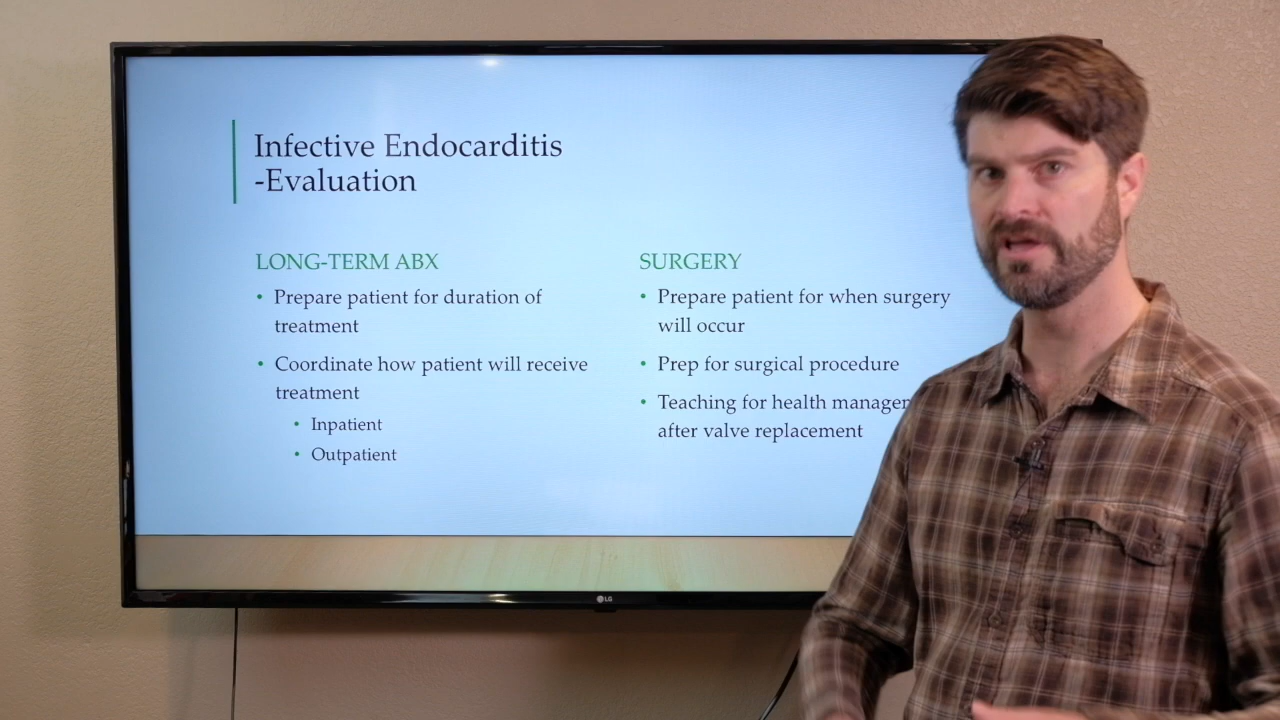 Infective Endocarditis
-Evaluation
LONG-TERM ABX
• Prepare patient for duration of
treatment
• Coordinate how patient will receive
treatment
• Inpatient
• Outpatient
SURGERY
• Prepare patient for when surgery
will occur
• Prep for surgical procedure
• Teaching for health manager
after valve replacement
LG